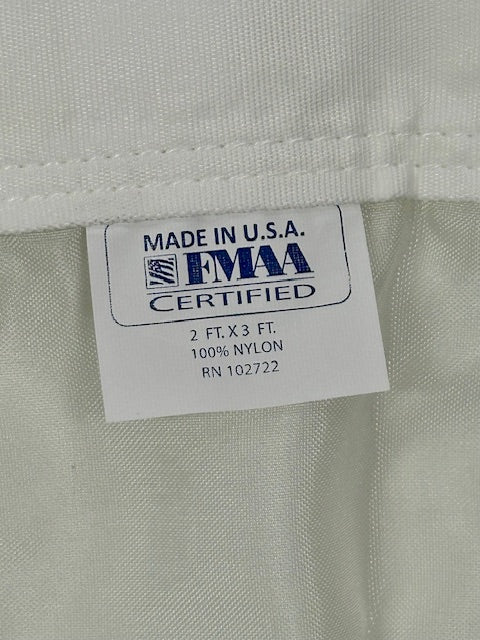 MADE IN U.S.A.
FMAA
CERTIFIED
2 FT. X 3 FT.
100% NYLON
RN 102722